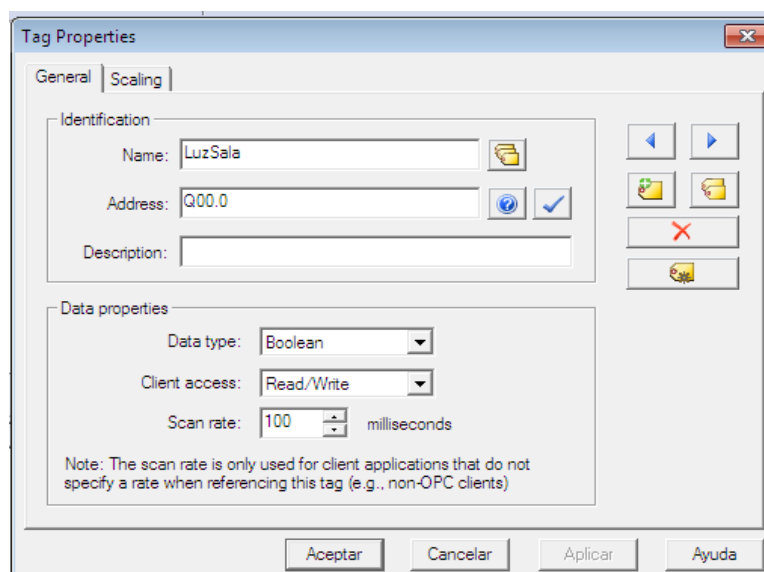 Tag Properties
General Scaling
Identification
Name: LuzSala
Address: Q00.0
Description:
Data properties
Data type: Boolean
Client access: Read/Write
Scan rate: 100 milliseconds
Note: The scan rate is only used for client applications that do not
specify a rate when referencing this tag (e.g., non-OPC clients)
Aceptar Cancelar Aplicar Ayuda